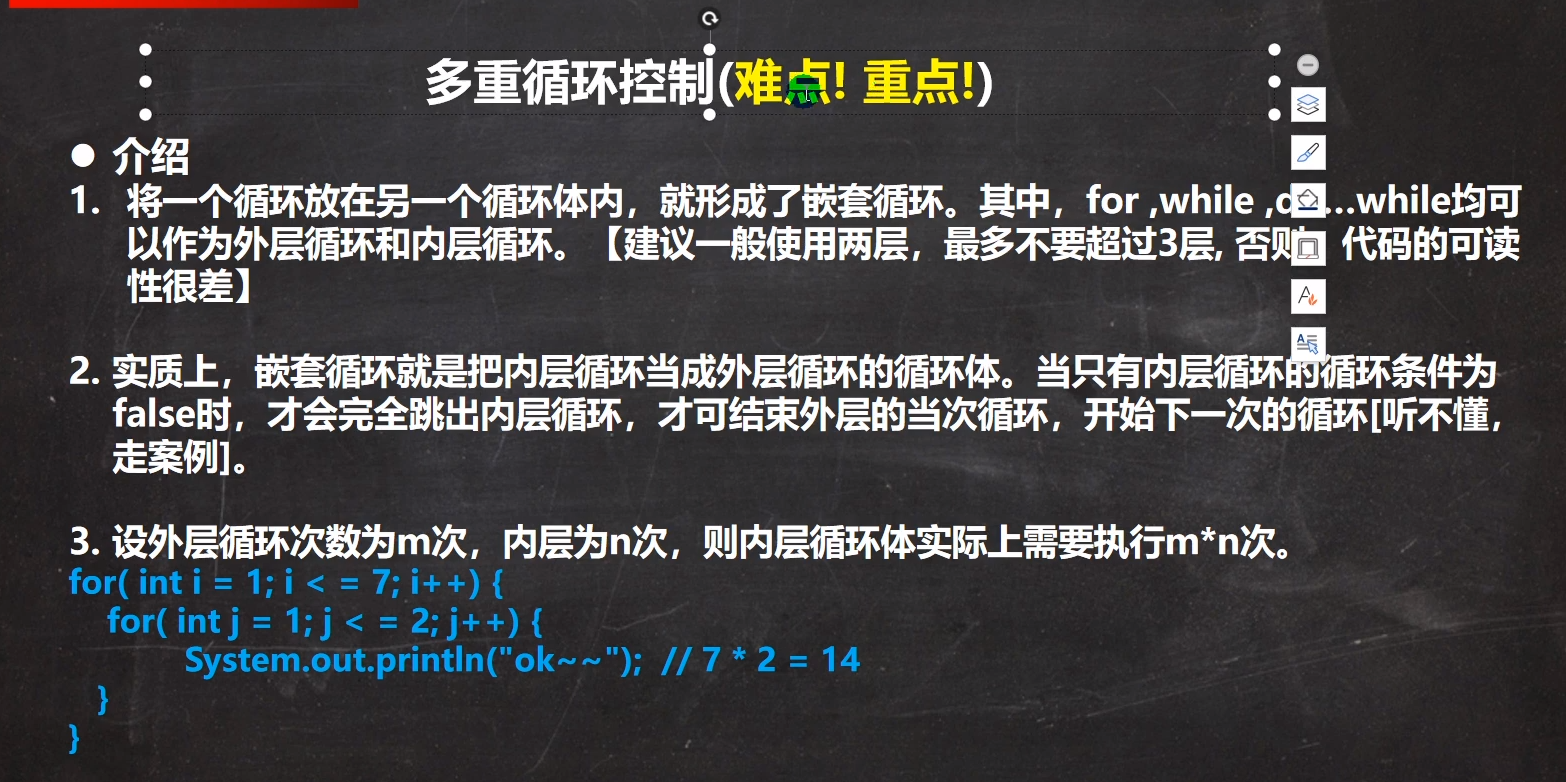 多重循环控制(难点! 重点!)
● 介绍
1. 将一个循环放在另一个循环体内，就形成了嵌套循环。其中，for ,while ,d...while均可
以作为外层循环和内层循环。【建议一般使用两层，最多不要超过3层, 否则 代码的可读
性很差】
2. 实质上，嵌套循环就是把内层循环当成外层循环的循环体。当只有内层循环的循环条件为
false时，才会完全跳出内层循环，才可结束外层的当次循环，开始下一次的循环[听不懂，
走案例]。
3. 设外层循环次数为m次，内层为n次，则内层循环体实际上需要执行m*n次。
for( int i = 1; i < = 7; i++) {
for( int j = 1; j < = 2; j++) {
System.out.println("ok~~"); // 7 * 2 = 14
}
}